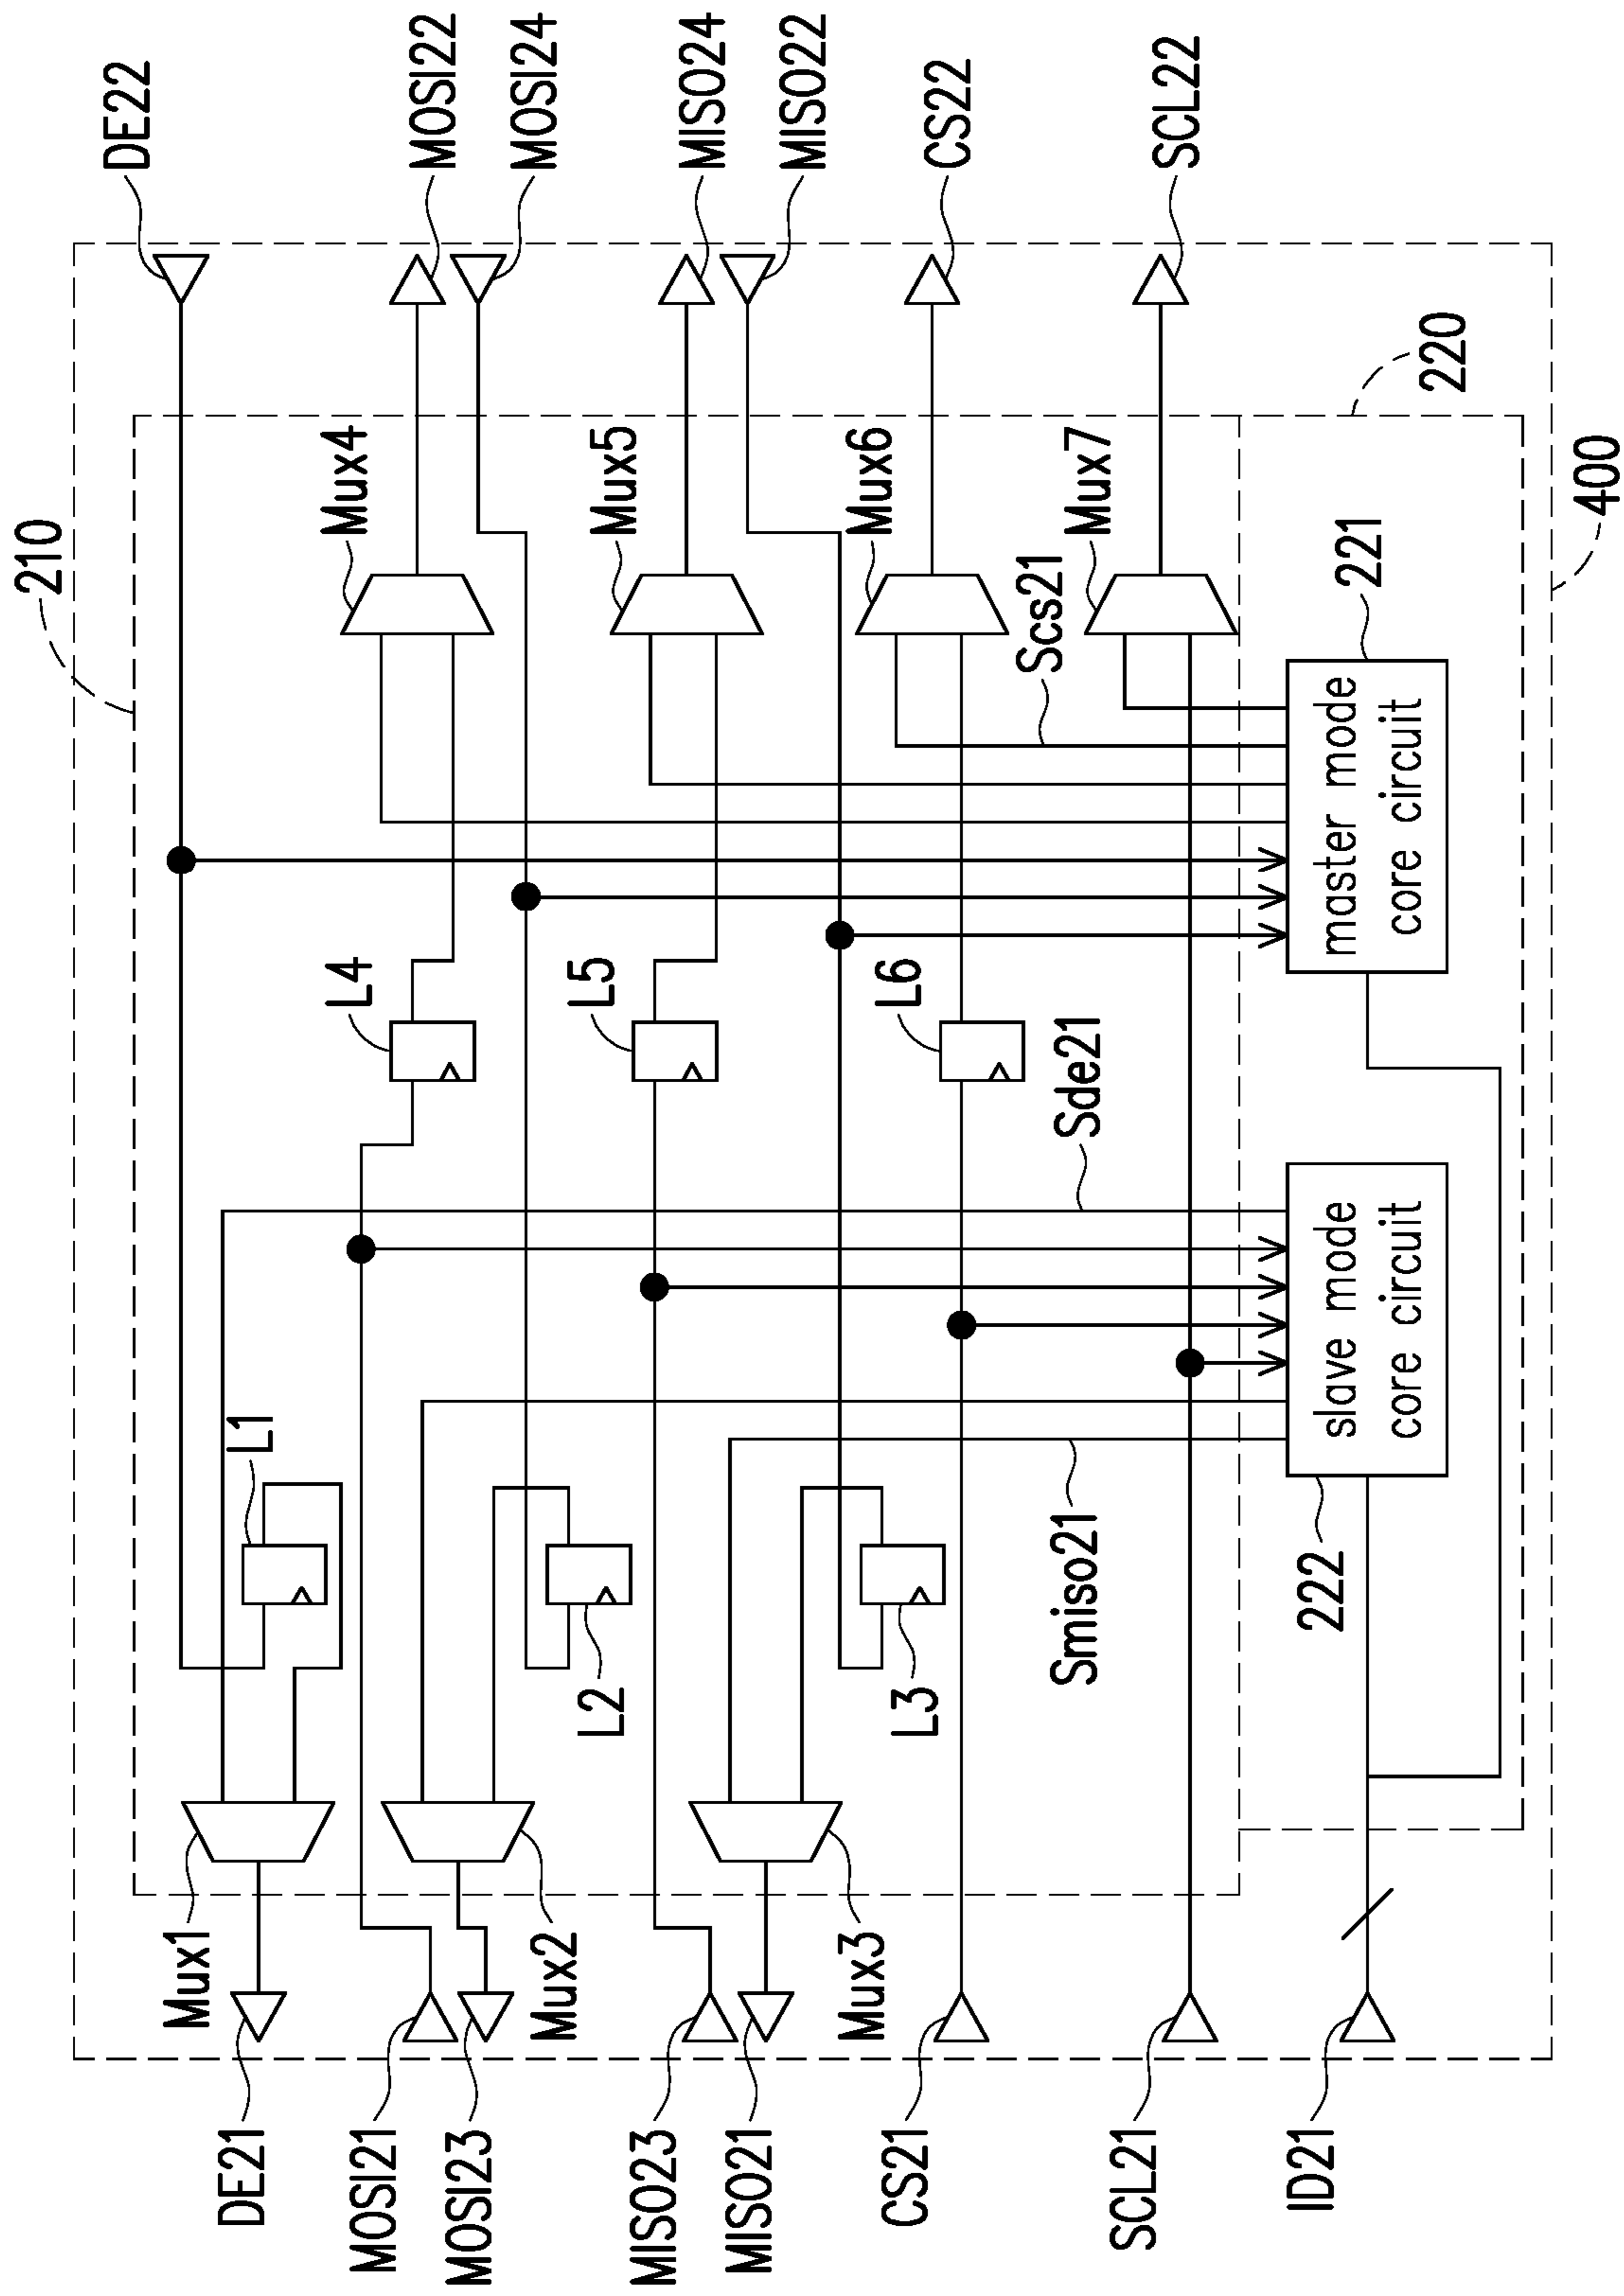 210
DE22
MOSI22
MOSI24
MISO24
MISO22
CS22
SCL22
Mux4
Mux5
Mux6
Mux7
Scs21
L4
L5
L6
Sde21
L1
L2
L3
Smiso21
Mux1
Mux2
Mux3
DE21
MOSI21
MOSI23
MISO23
MISO21
CS21
SCL21
ID21
222
slave mode
core circuit
221
master mode
core circuit
220
400